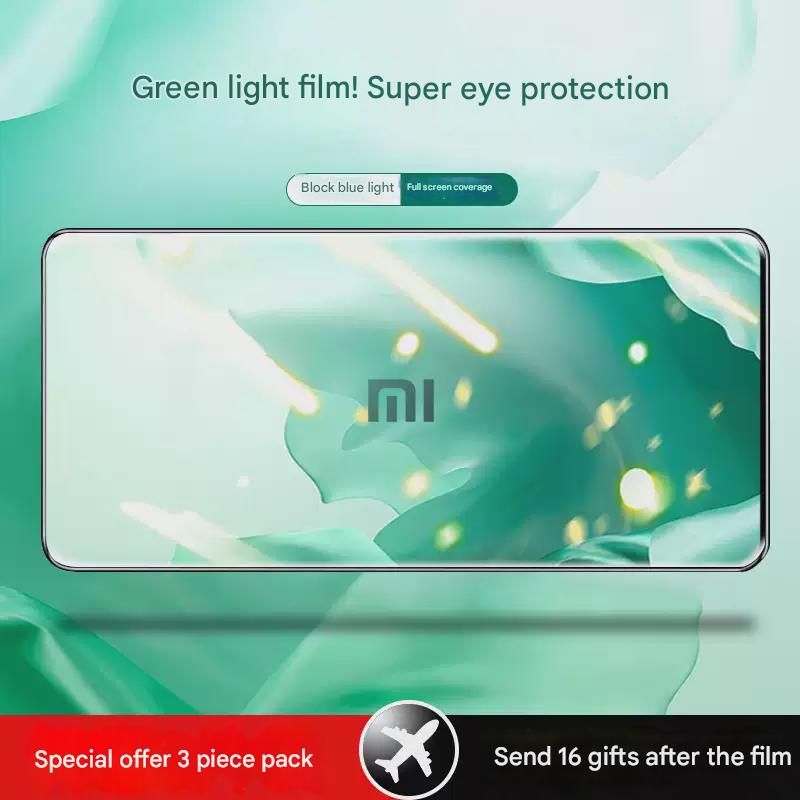 Green light film! Super eye protection
Block blue light
Full screen coverage
mi
Special offer 3 piece pack
Send 16 gifts after the film